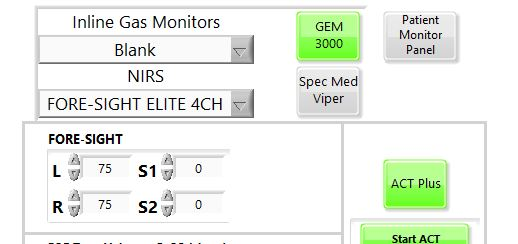 Inline Gas Monitors
Blank
NIRS
FORE-SIGHT ELITE 4CH
GEM
3000
Patient
Monitor
Panel
Spec Med
Viper
FORE-SIGHT
L 75 S1 0
R 75 S2 0
ACT Plus
Start ACT